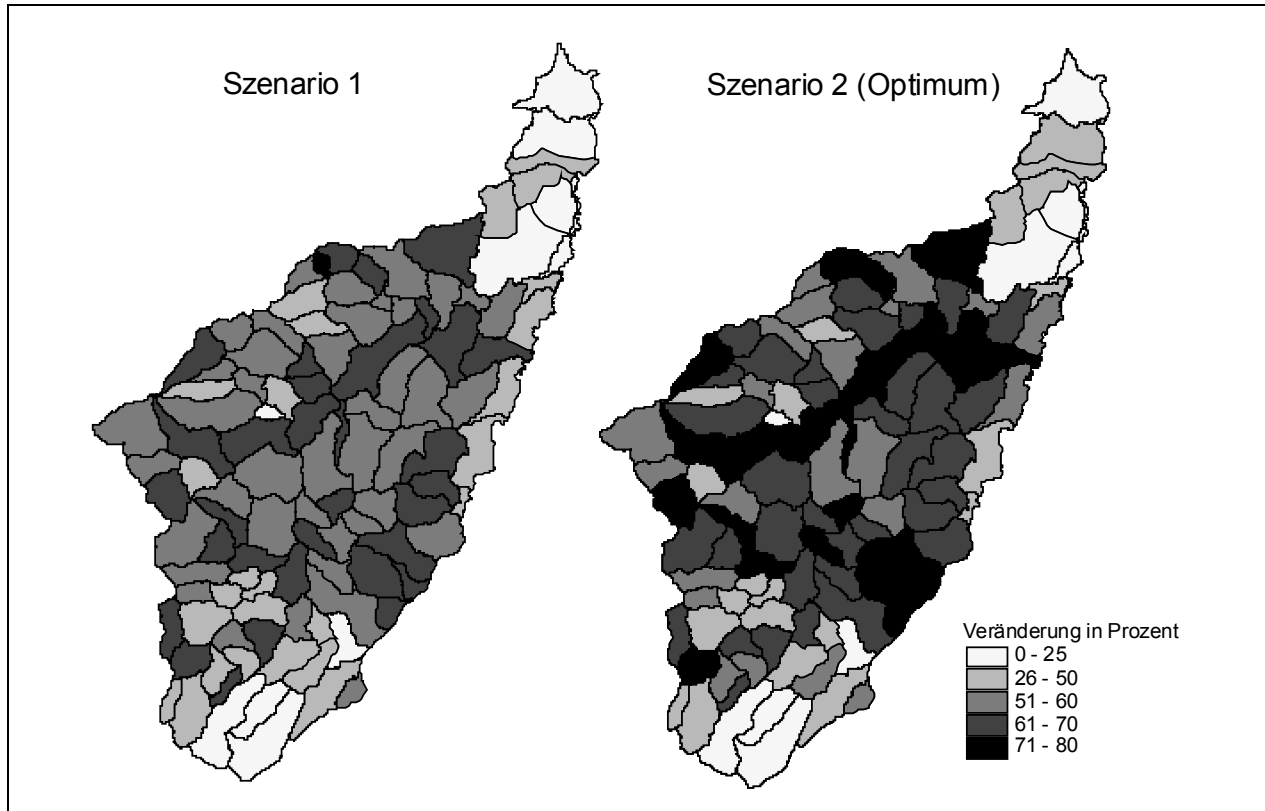 Szenario 1
Szenario 2 (Optimum)
Veränderung in Prozent
0 - 25
26 - 50
51 - 60
61 - 70
71 - 80